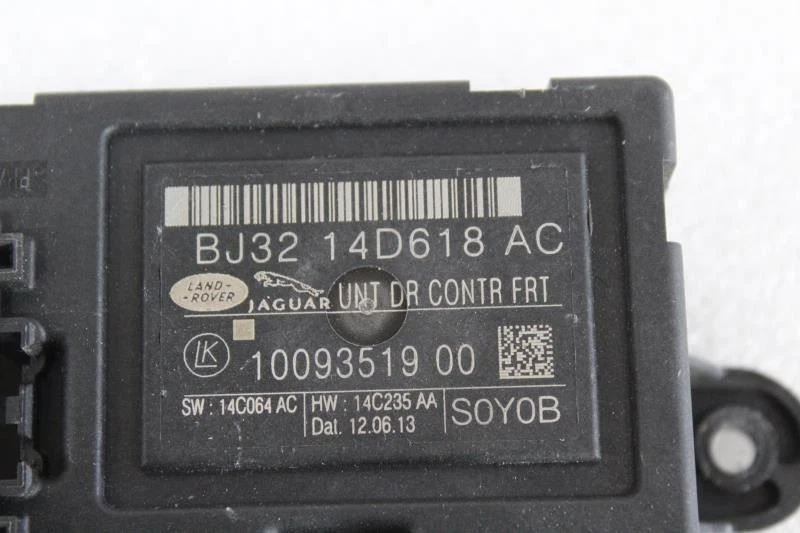 BJ32 14D618 AC
LAND-
-ROVER
JAGUAR
UNT DR CONTR FRT
LK
10093519 00
SW : 14C064 AC
HW : 14C235 AA
Dat. 12.06.13
S0Y0B